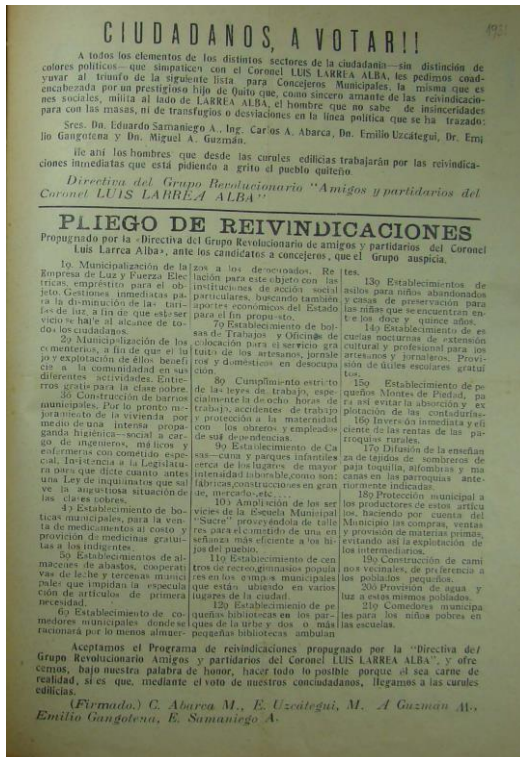 CIUDADANOS, A VOTAR!!
A todos los elementos de los distintos sectores de la ciudadanía—sin distinción de
colores políticos— que simpaticen con el Coronel LUIS LARREA ALBA, les pedimos coad-
yuvar al triunfo de la siguiente lista para Concejeros Municipales, la misma que es
encabezada por un prestigioso hijo de Quito que, como sincero amante de las reivindicacio-
nes sociales, milita al lado de LARREA ALBA, el hombre que no sabe de insinceridades
para con las masas, ni de transfugios o desviaciones en la línea política que se ha trazado:
Sres. Dn. Eduardo Samaniego A., Ing. Carlos A. Abarca, Dn. Emilio Uzcátegui, Dr. Emi
lio Gangotena y Dn. Miguel A. Guzmán.
He ahí los hombres que desde las curules edilicias trabajarán por las reivindica-
ciones inmediatas que está pidiendo a grito el pueblo quiteño
Directiva del Grupo Revolucionario "Amigos y partidarios del
Coronel LUIS LARREA ALBA"
PLIEGO DE REIVINDICACIONES
Propugnado por la «Directiva del Grupo Revolucionario de amigos y partidarios del Coronel
Luis Larrea Alba», ante los candidatos a concejeros, que el Grupo auspicia.
1o. Municipalización de la
Empresa de Luz y Fuerza Elec
tricas, empréstito para el ob-
jeto. Gestiones inmediatas pa-
ra la diminución de las tari-
fas de luz, a fin de que este ser
vicio se halle al alcance de to-
dos los ciudadanos.
2o Municipalización de los
cementerios, a fin de que el lu
jo y explotación de ellos benefi
cie a la comunidad en sus
diferentes actividades. Entie-
rros gratis para la clase pobre.
3o Construcción de barrios
municipales. Por lo pronto me-
joramiento de la vivienda por
medio de una intensa propa-
ganda higiénica—social a car-
go de ingenieros, médicos y
enfermeras con cometido espe-
cial. Insistencia a la Legislatu-
ra para que dicte cuanto antes
una Ley de inquilinatos que sal
ve la angustiosa situación de
las clases pobres.
4o Establecimiento de bo-
ticas municipales, para la ven
ta de medicamentos al costo y
provición de medicinas gratui-
tas a los indigentes.
5o Establecimientos de al-
macenes de abastos, cooperati
vas de leche y tercenas munici
pales que impidan la especula
ción de artículos de primera
necesidad.
6o Establecimiento de co-
medores municipales donde se
racionará por lo menos almuer-
zos a los desocupados. Re
lación para este objeto con las
instituciones de acción social
particulares, buscando también
aportes económicos del Estado
para el fin propuesto.
7o Establecimiento de bol-
sas de Trabajos y Oficinas de
colocación para el servicio gra
tuito de los artesanos, jornale
ros y domésticos en desocupa
ción.
8o Cumplimiento estricto
de las leyes de trabajo, espe-
cialmente la de ocho horas de
trabajo, accidentes de trabajo
y protección a la maternidad
con los obreros y empleados
de sus dependencias.
9o Establecimiento de Ca
sas—cuna y parques infantiles
cerca de los lugares de mayor
intensidad laborable, como son:
fábricas, construcciones en gran
de, mercado, etc....
10o Ampliación de los ser
vicios de la Escuela Municipal
"Sucre" proveyéndola de talle
res para el cometido de una en
señanza más eficiente a los hi-
jos del pueblo.
11o Establecimiento de cen
tros de recreo, gimnasios popula
res en los campos municipales
que están ubicado en varios
lugares de la ciudad.
12o Establecimiento de pe
queñas bibliotecas en los par-
ques de la urbe y dos o más
pequeñas bibliotecas ambulan
tes.
13o Establecimientos de
asilos para niños abandonados
y casas de preservación para
las niñas que se encuentran en-
tre los doce y quince años.
14o Establecimiento de es
cuelas nocturnas de extensión
cultural y profesional para los
artesanos y jornaleros. Provi-
sión de útiles escolares gratui
tos.
15o Establecimiento de pe
queños Montes de Piedad, pa
ra así evitar la absorción y ex
plotación de las contadurías.
16o Inversión inmediata y efi
ciente de las rentas de las pa-
rroquias rurales.
17o Difusión de la enseñan
za de tejidos de sombreros de
paja toquilla, alfombras y ma
canas en las parroquias ante-
riormente indicadas.
18o Protección municipal a
los productores de estos artícu
los, haciendo por cuenta del
Municipio las compras, ventas
y provisión de materias primas,
evitando así la explotación de
los intermediarios.
19o Construcción de cami
nos vecinales, de preferencia a
los poblados pequeños.
20o Provisión de agua y
luz a estos mismos poblados.
21o Comedores municipa
les para los niños pobres en
las escuelas.
Aceptamos el Programa de reivindicaciones propugnado por la "Directiva del
Grupo Revolucionario Amigos y partidarios del Coronel LUIS LARREA ALBA", y ofre
cemos, bajo nuestra palabra de honor, hacer todo lo posible porque él sea carne de
realidad, si es que, mediante el voto de nuestros conciudadanos, llegamos a las curules
edilicias.
(Firmado.) C. Abarca M., E. Uzcátegui, M. A Guzmán M.,
Emilio Gangotena, E. Samaniego A.